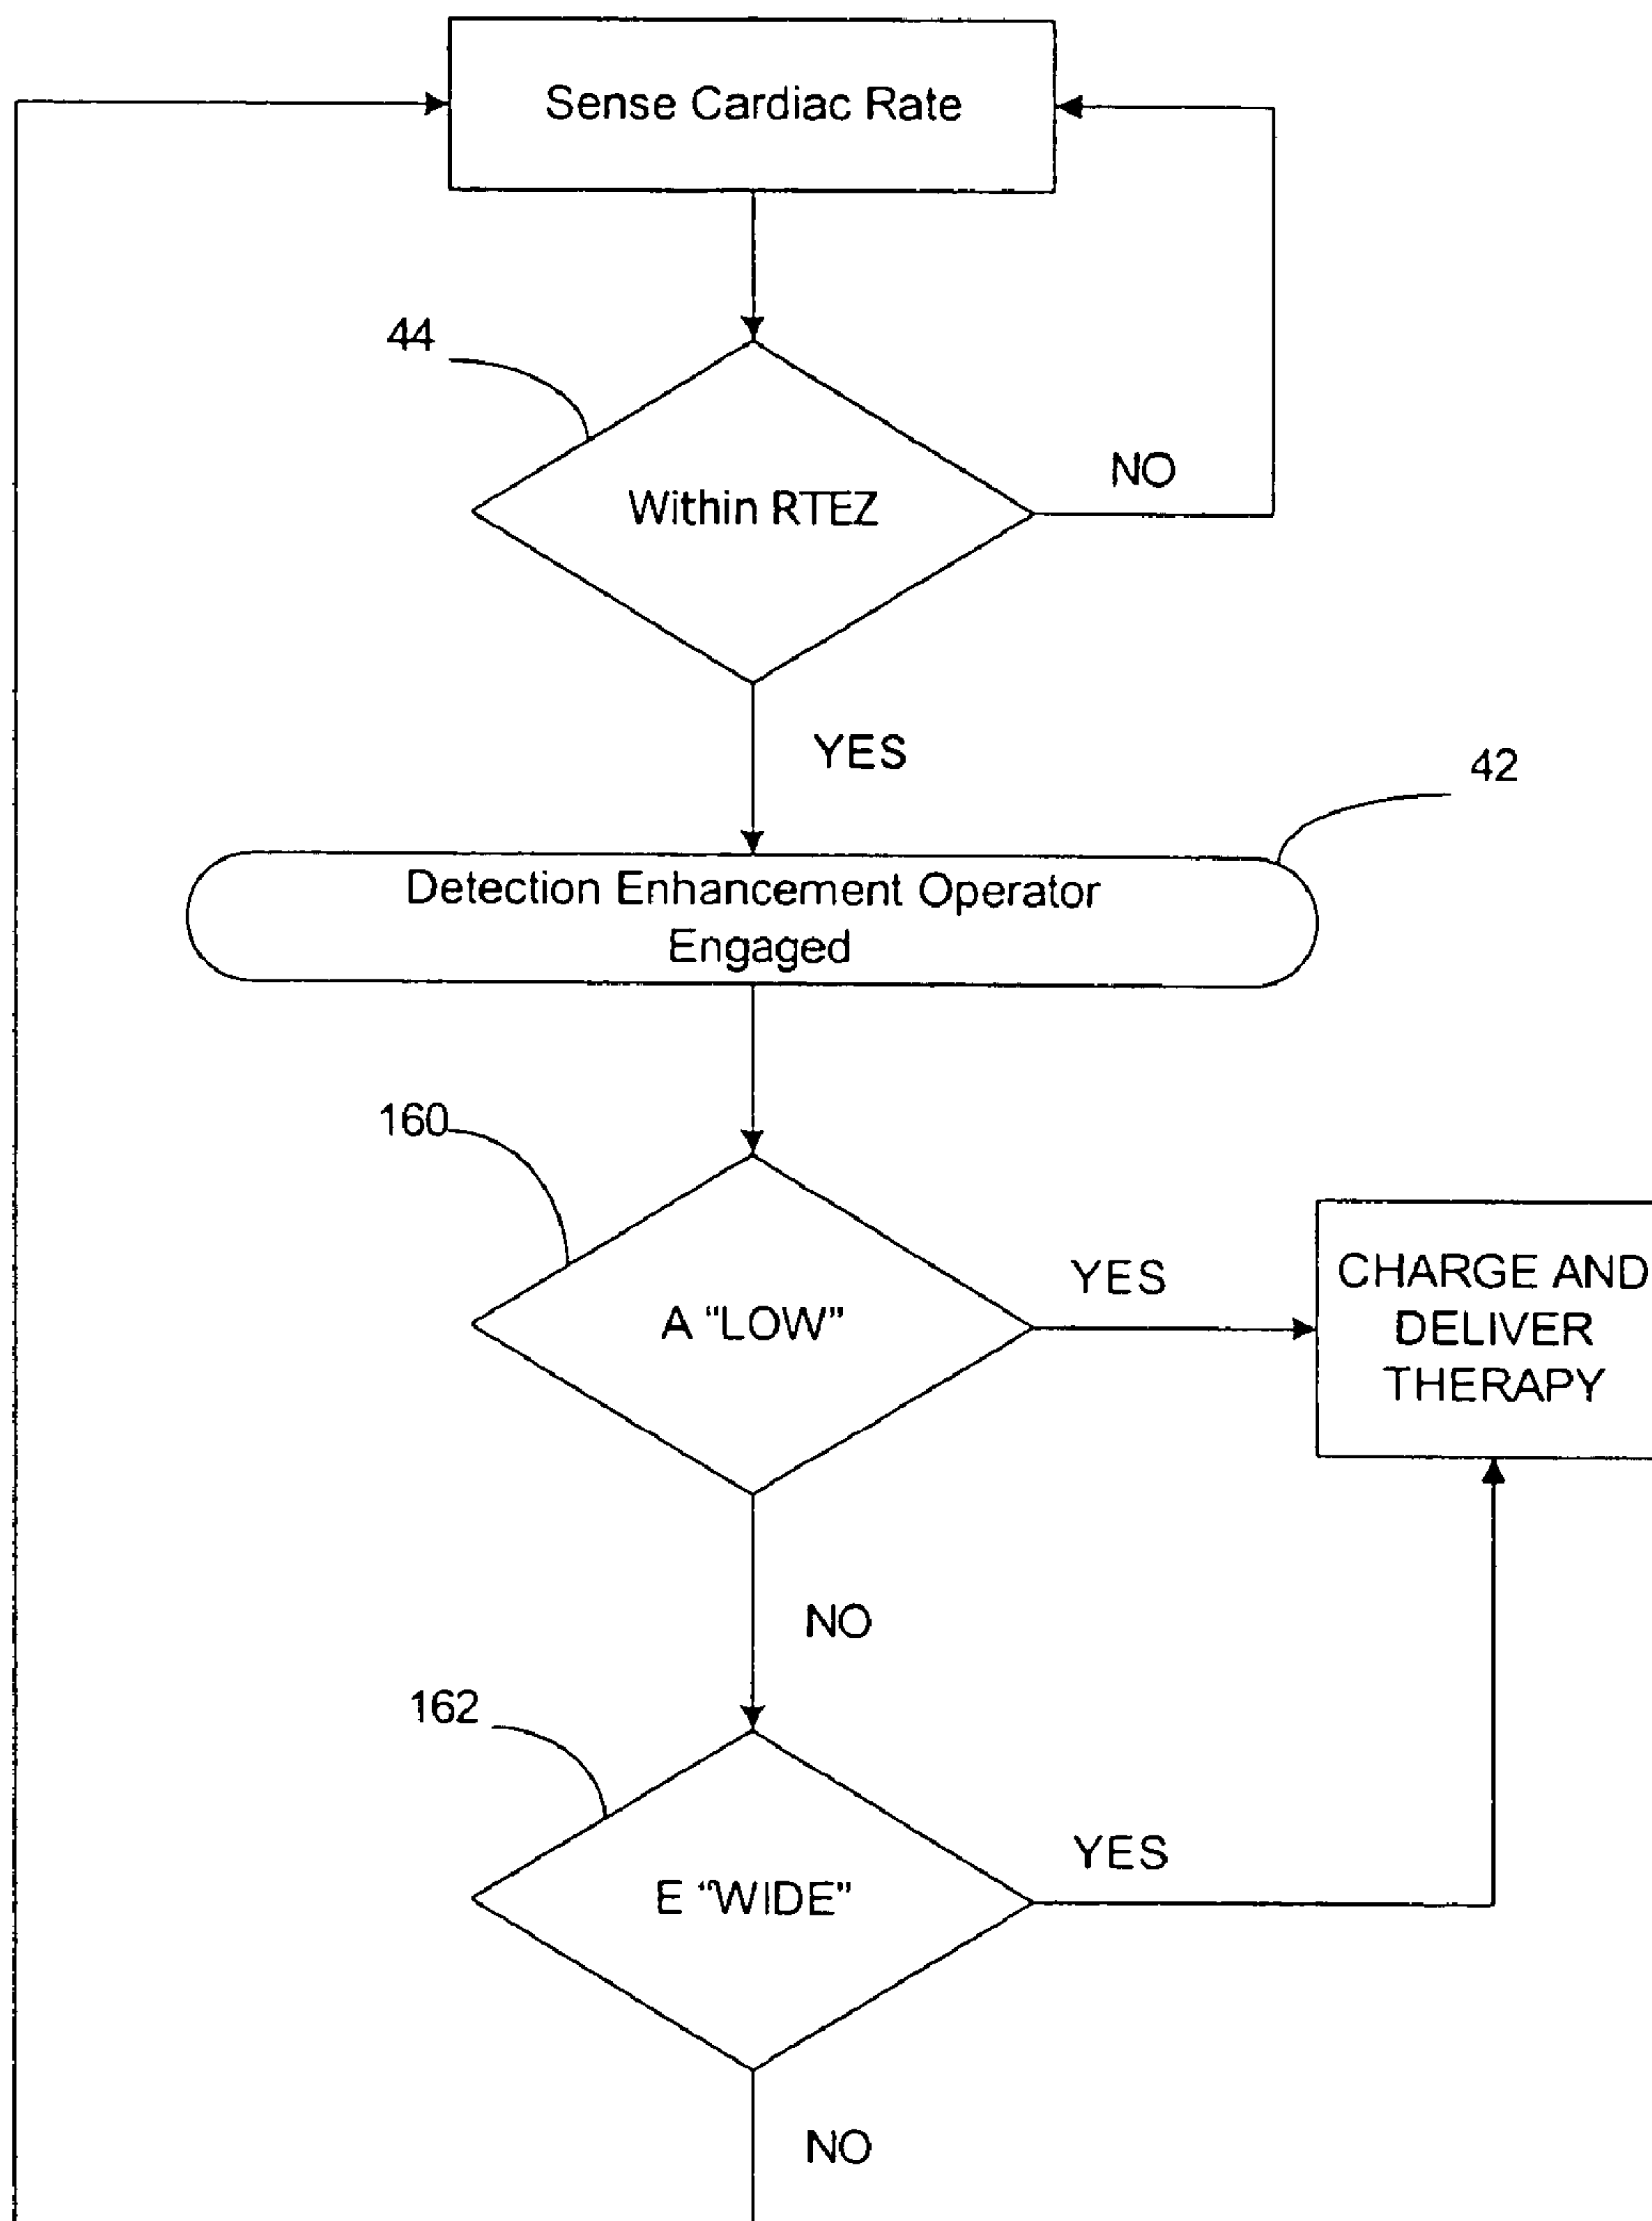 Sense Cardiac Rate
44
Within RTEZ
NO
YES
42
Detection Enhancement Operator
Engaged
160
A “LOW”
YES
CHARGE AND
DELIVER
THERAPY
NO
162
E “WIDE”
YES
NO